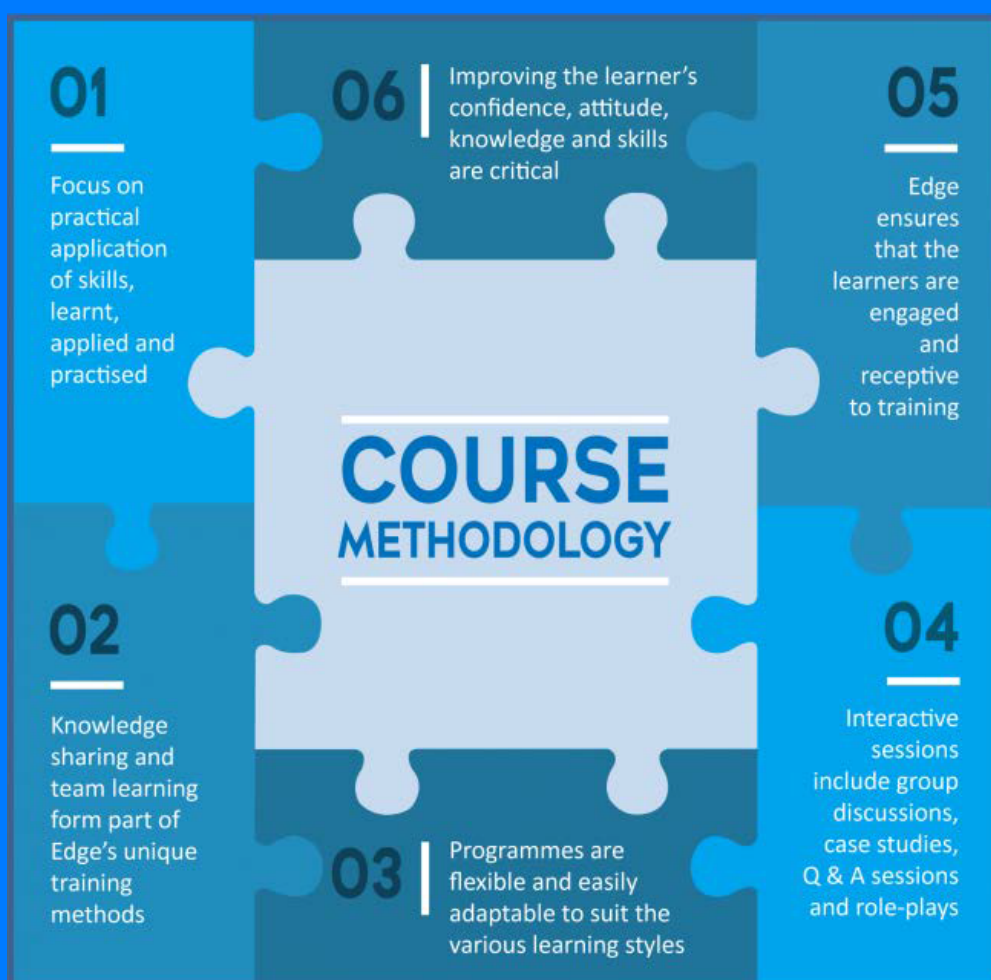 COURSE
METHODOLOGY
01
Focus on
practical
application
of skills,
learnt,
applied and
practised
02
Knowledge
sharing and
team learning
form part of
Edge's unique
training
methods
03
Programmes are
flexible and easily
adaptable to suit the
various learning styles
04
Interactive
sessions
include group
discussions,
case studies,
Q & A sessions
and role-plays
05
Edge
ensures
that the
learners are
engaged
and
receptive
to training
06
Improving the learner's
confidence, attitude,
knowledge and skills
are critical